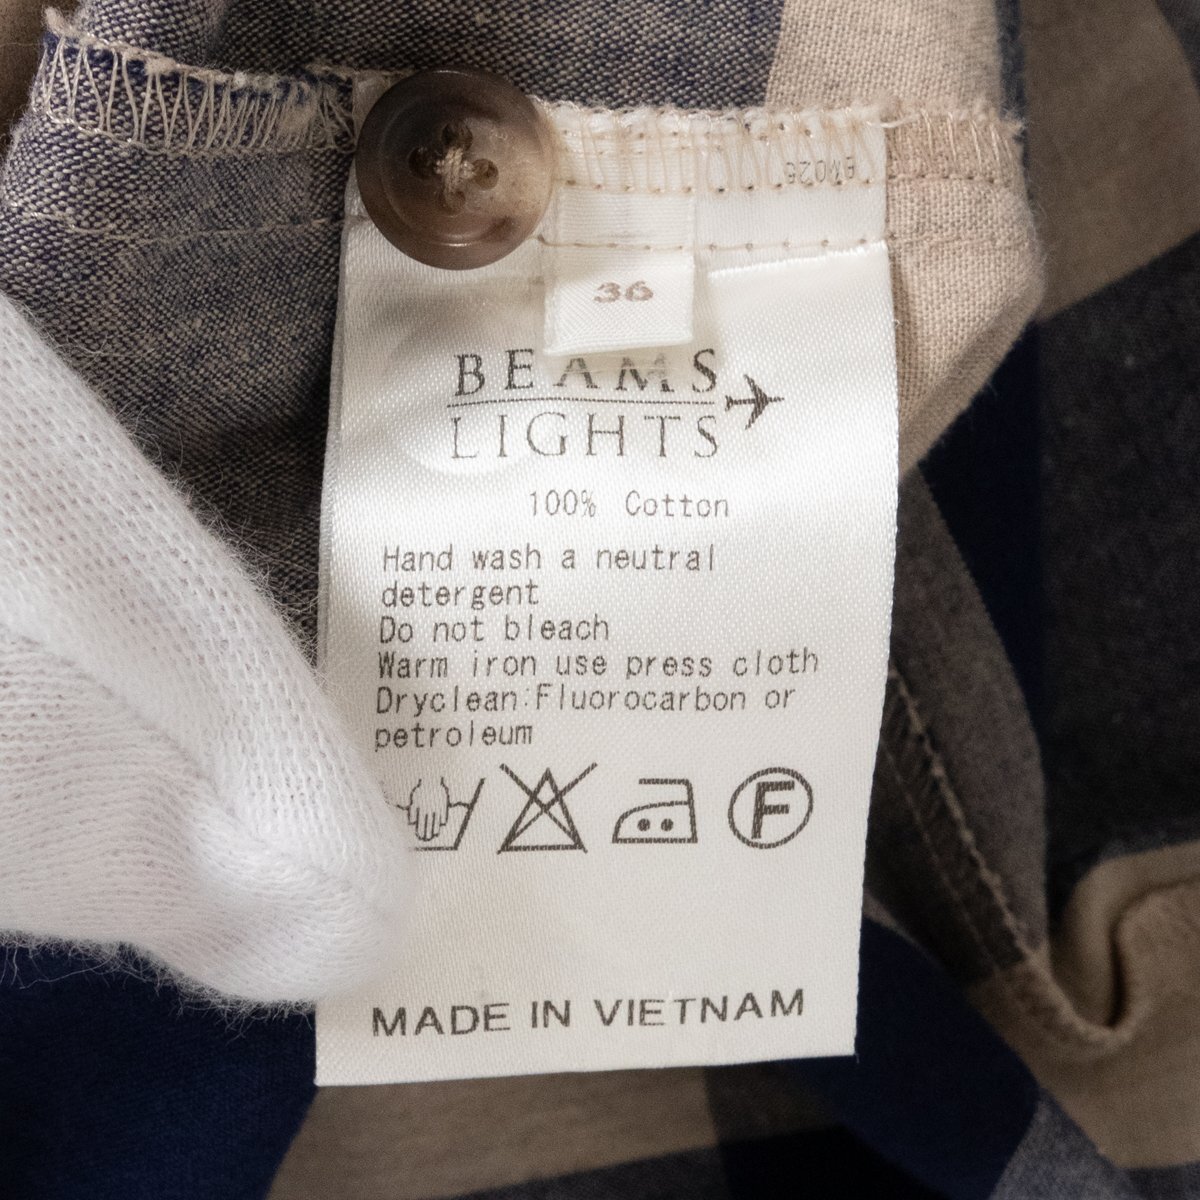 EM025
36
BEAMS
LIGHTS
100% Cotton
Hand wash a neutral
detergent
Do not bleach
Warm iron use press cloth
Dryclean:Fluorocarbon or
petroleum
F
MADE IN VIETNAM